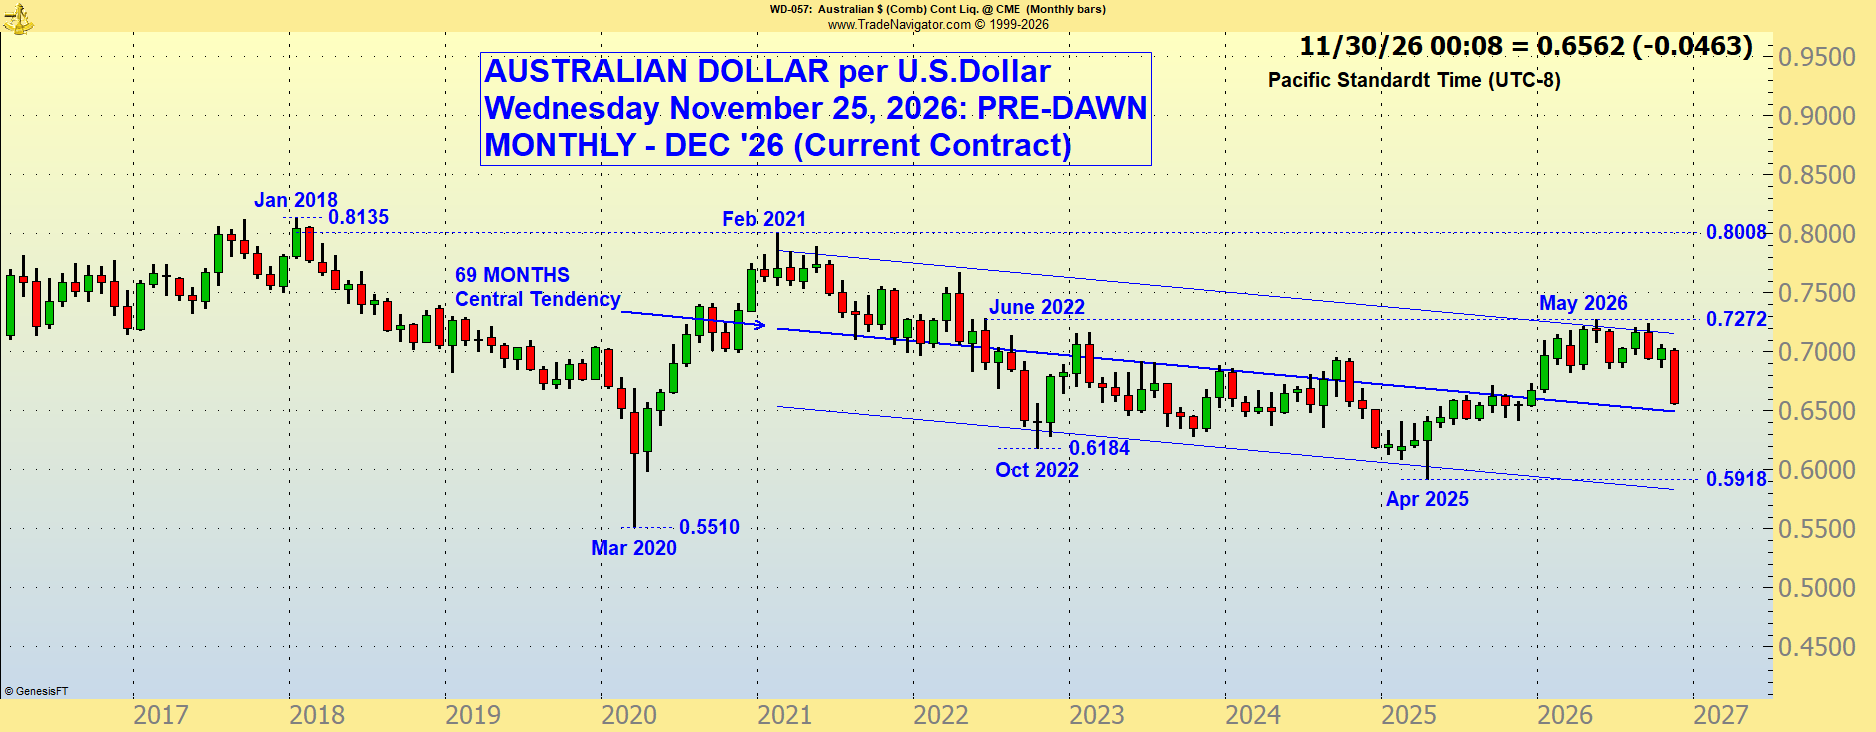 WD-057: Australian $ (Comb) Cont Liq. @ CME (Monthly bars)
www.TradeNavigator.com © 1999-2026
11/30/26 00:08 = 0.6562 (-0.0463)
Pacific Standardt Time (UTC-8)
AUSTRALIAN DOLLAR per U.S.Dollar
Wednesday November 25, 2026: PRE-DAWN
MONTHLY - DEC '26 (Current Contract)
0.9500
0.9000
0.8500
0.8000
0.7500
0.7000
0.6500
0.6000
0.5500
0.5000
0.4500
Jan 2018
0.8135
Feb 2021
0.8008
69 MONTHS
Central Tendency
June 2022
May 2026
0.7272
0.6184
Oct 2022
0.5918
Apr 2025
0.5510
Mar 2020
© GenesisFT
2017 2018 2019 2020 2021 2022 2023 2024 2025 2026 2027